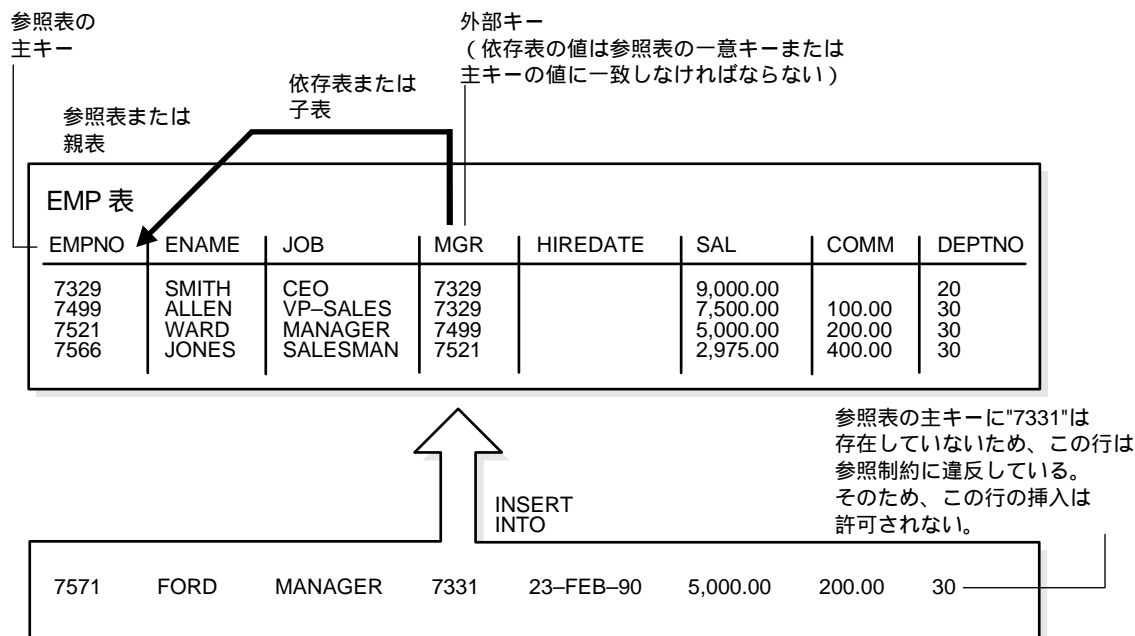 参照表の
主キー
外部キー
(依存表の値は参照表の一意キーまたは
主キーの値に一致しなければならない)
依存表または
子表
参照表または
親表
EMP 表
EMPNO ENAME JOB MGR HIREDATE SAL COMM DEPTNO
7329 SMITH CEO 7329 9,000.00 20
7499 ALLEN VP–SALES 7329 7,500.00 100.00 30
7521 WARD MANAGER 7499 5,000.00 200.00 30
7566 JONES SALESMAN 7521 2,975.00 400.00 30
参照表の主キーに"7331"は
存在していないため、この行は
参照制約に違反している。
そのため、この行の挿入は
許可されない。
INSERT
INTO
7571 FORD MANAGER 7331 23–FEB–90 5,000.00 200.00 30